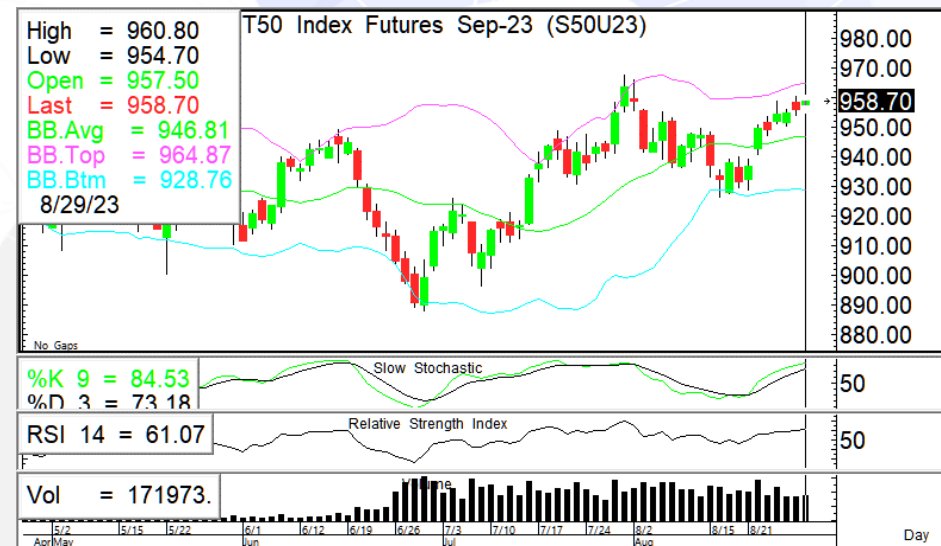 T50 Index Futures Sep-23 (S50U23)
High = 960.80
Low = 954.70
Open = 957.50
Last = 958.70
BB.Avg = 946.81
BB.Top = 964.87
BB.Btm = 928.76
8/29/23
980.00
970.00
958.70
950.00
940.00
930.00
920.00
910.00
900.00
890.00
880.00
No Gaps
Slow Stochastic
%K 9 = 84.53
%D 3 = 73.18
50
Relative Strength Index
RSI 14 = 61.07
50
Volume
Vol = 171973.
5/2 5/15 5/22 6/1 6/12 6/19 6/26 7/3 7/10 7/17 7/24 8/2 8/15 8/21
Apr May Jun Jul Aug
Day